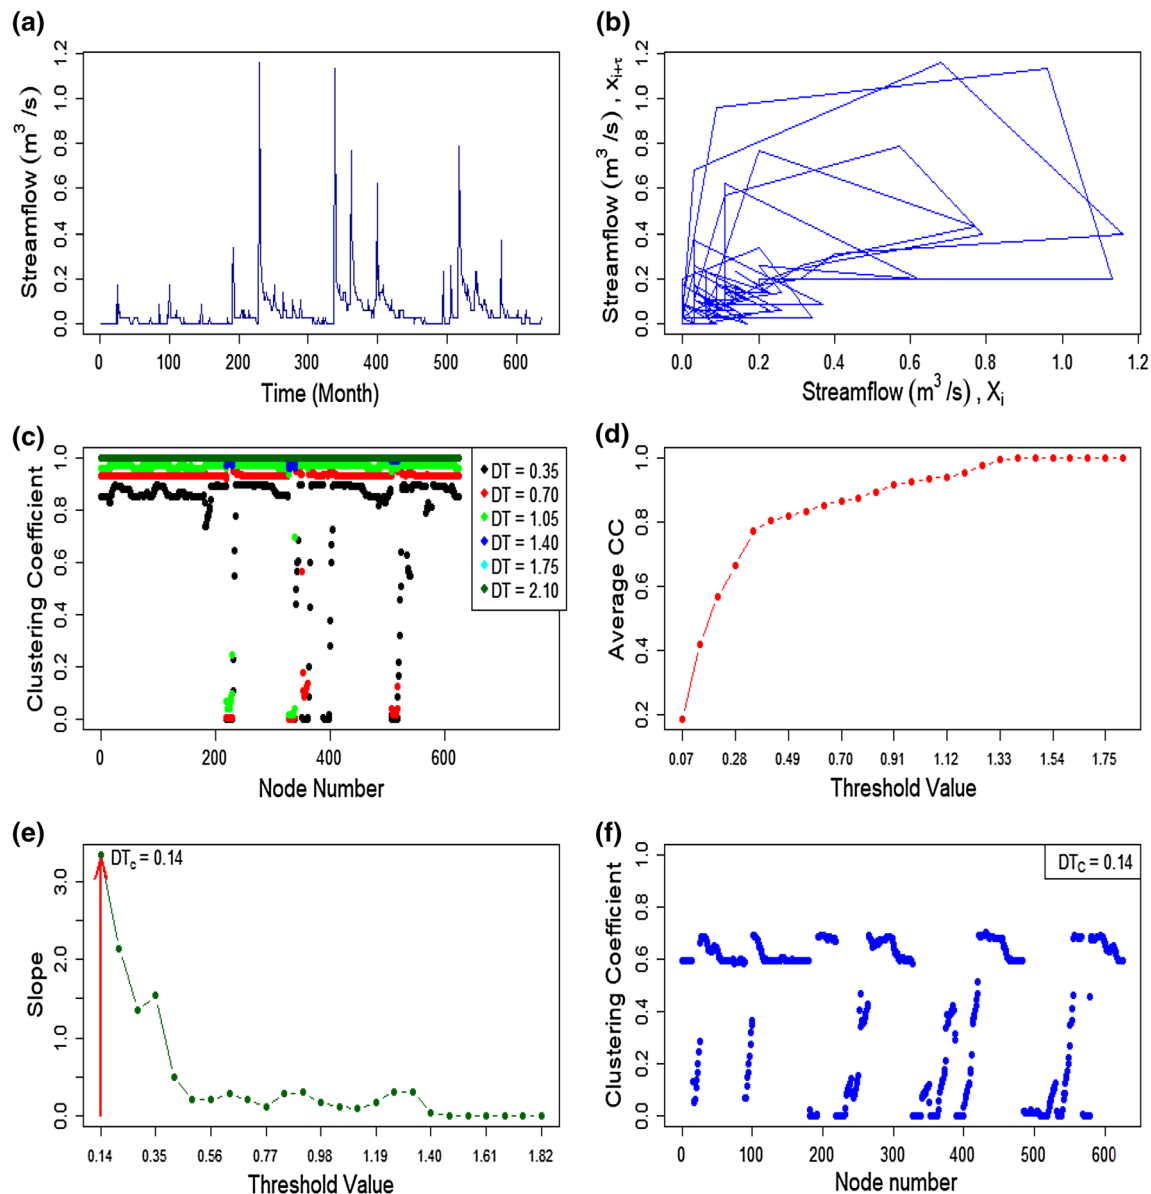 (a)
Streamflow (m³ /s)
0.0 0.2 0.4 0.6 0.8 1.0 1.2
0 100 200 300 400 500 600
Time (Month)
(b)
Streamflow (m³ /s) , xᵢ₊τ
0.0 0.2 0.4 0.6 0.8 1.0 1.2
0.0 0.2 0.4 0.6 0.8 1.0 1.2
Streamflow (m³ /s) , Xᵢ
(c)
Clustering Coefficient
0.0 0.2 0.4 0.6 0.8 1.0
DT = 0.35
DT = 0.70
DT = 1.05
DT = 1.40
DT = 1.75
DT = 2.10
0 200 400 600
Node Number
(d)
Average CC
0.2 0.4 0.6 0.8 1.0
0.07 0.28 0.49 0.70 0.91 1.12 1.33 1.54 1.75
Threshold Value
(e)
Slope
0.0 1.0 2.0 3.0
DTc = 0.14
0.14 0.35 0.56 0.77 0.98 1.19 1.40 1.61 1.82
Threshold Value
(f)
Clustering Coefficient
0.0 0.2 0.4 0.6 0.8 1.0
DTC = 0.14
0 100 200 300 400 500 600
Node number